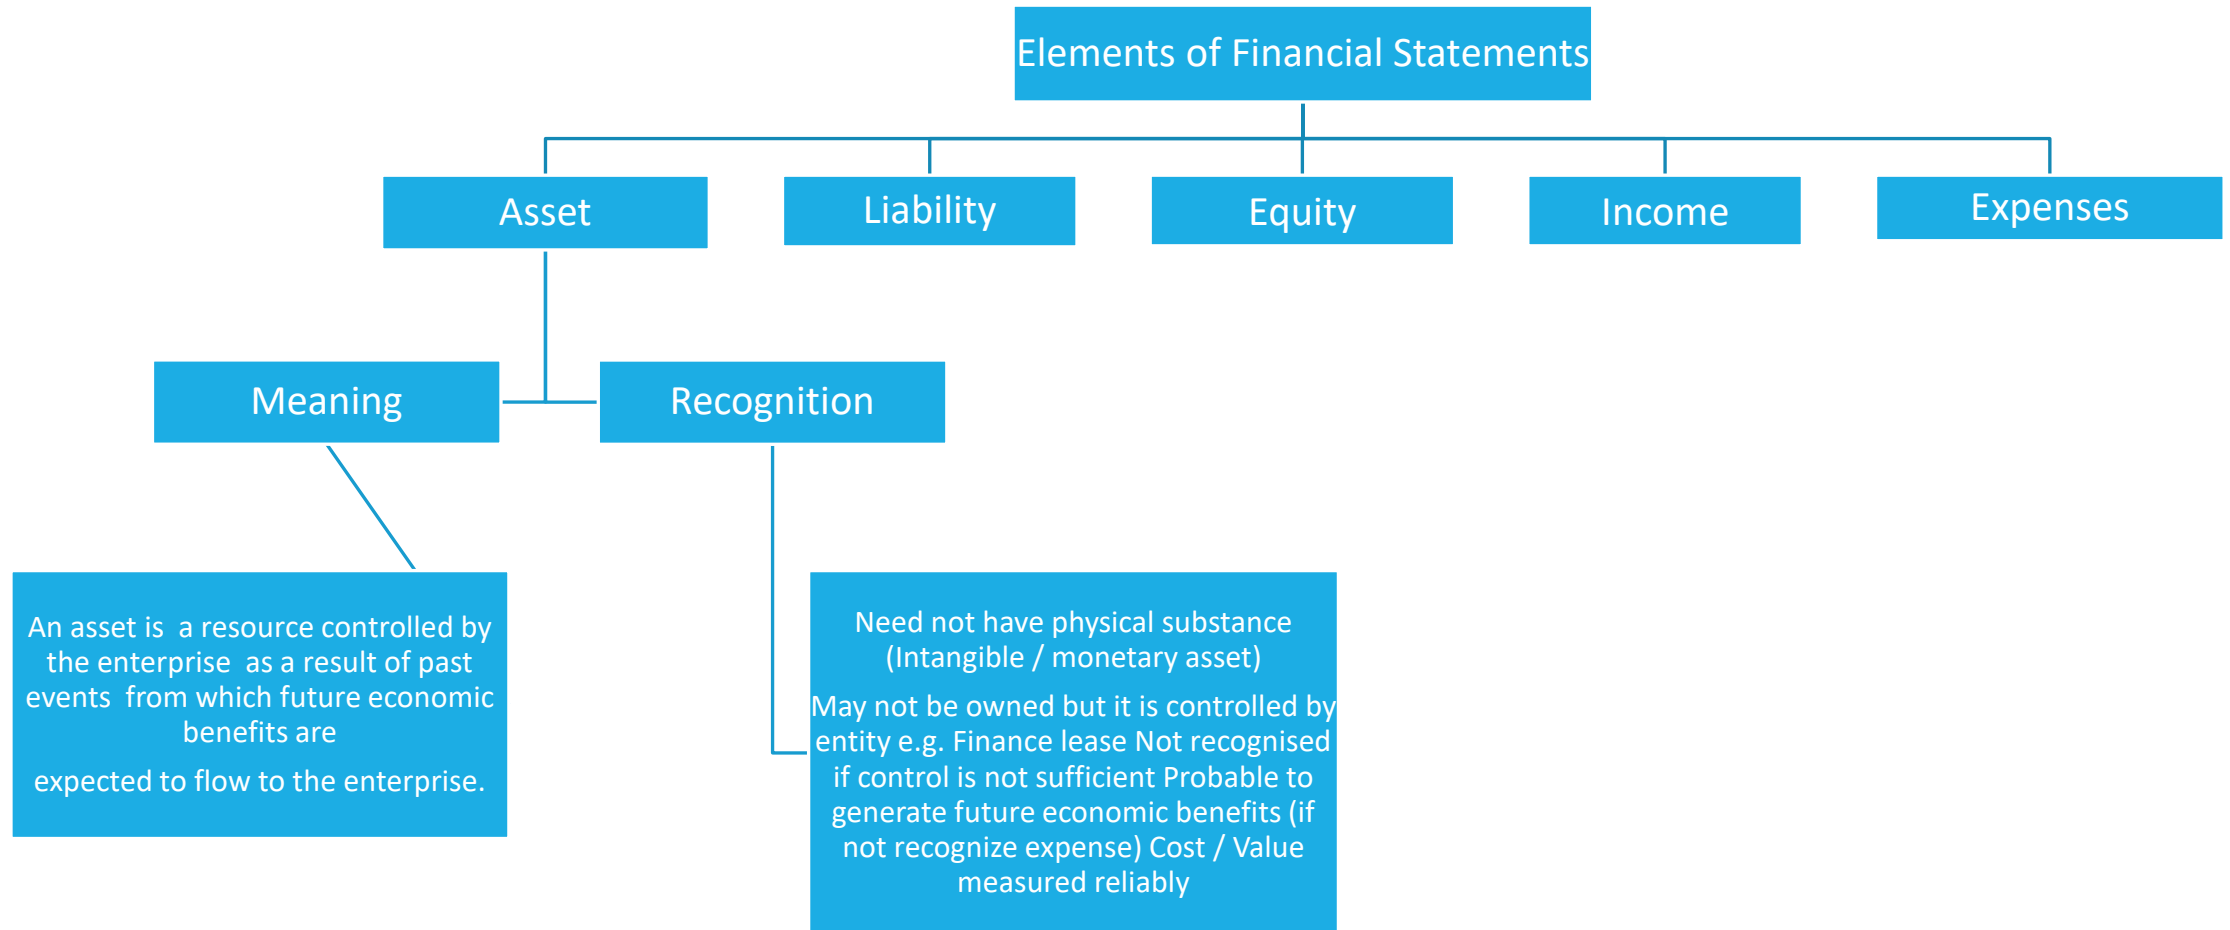 Elements of Financial Statements
Asset
Liability
Equity
Income
Expenses
Meaning
Recognition
An asset is a resource controlled by
the enterprise as a result of past
events from which future economic
benefits are
expected to flow to the enterprise.
Need not have physical substance
(Intangible / monetary asset)
May not be owned but it is controlled by
entity e.g. Finance lease Not recognised
if control is not sufficient Probable to
generate future economic benefits (if
not recognize expense) Cost / Value
measured reliably